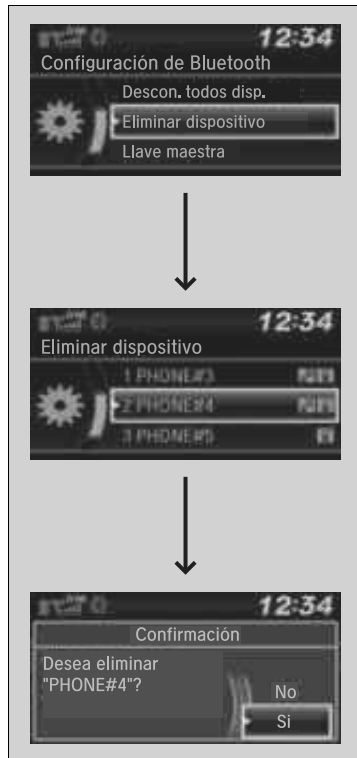 12:34
Configuración de Bluetooth
Descon. todos disp.
Eliminar dispositivo
Llave maestra
12:34
Eliminar dispositivo
1 PHONE#3
2 PHONE#4
3 PHONE#5
12:34
Confirmación
Desea eliminar
"PHONE#4"?
No
Si